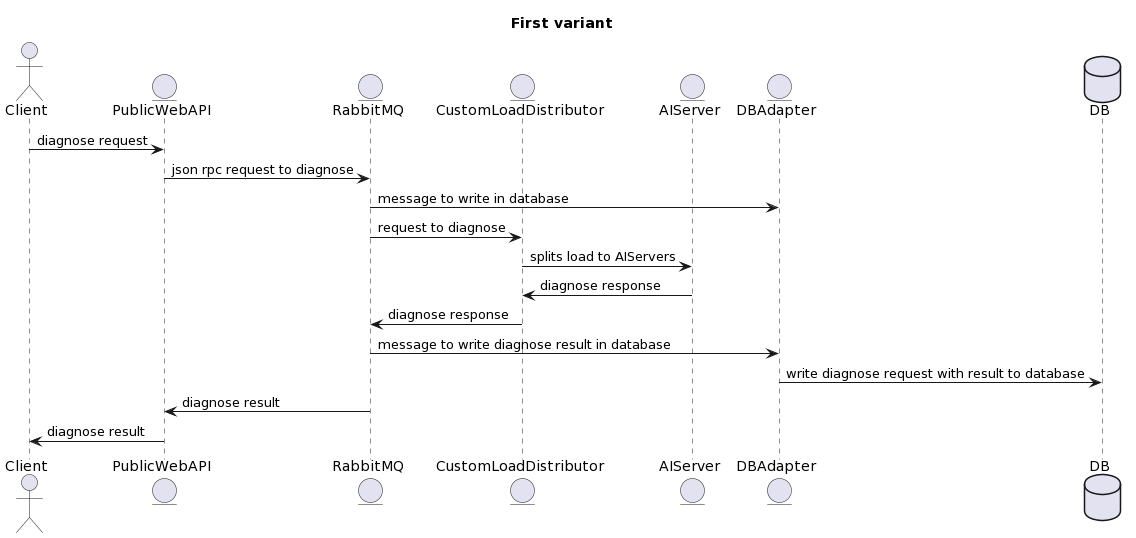 First variant
Client
PublicWebAPI
RabbitMQ
CustomLoadDistributor
AIServer
DBAdapter
DB
diagnose request
json rpc request to diagnose
message to write in database
request to diagnose
splits load to AIServers
diagnose response
diagnose response
message to write diagnose result in database
write diagnose request with result to database
diagnose result
diagnose result
Client
PublicWebAPI
RabbitMQ
CustomLoadDistributor
AIServer
DBAdapter
DB